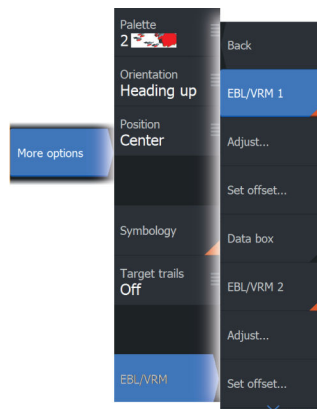 More options
Palette
2
Orientation
Heading up
Position
Center
Symbology
Target trails
Off
EBL/VRM
Back
EBL/VRM 1
Adjust...
Set offset...
Data box
EBL/VRM 2
Adjust...
Set offset...